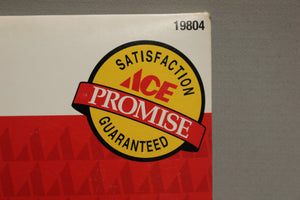 19804
SATISFACTION
ACE
PROMISE
GUARANTEED